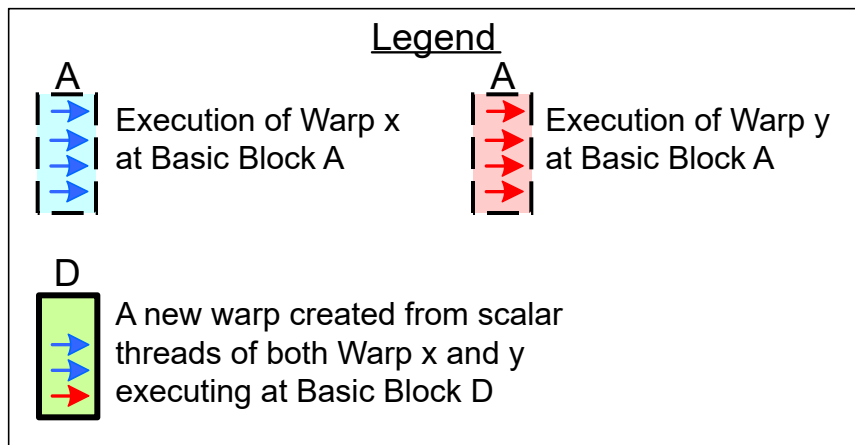 Legend
A
Execution of Warp x
at Basic Block A
A
Execution of Warp y
at Basic Block A
D
A new warp created from scalar
threads of both Warp x and y
executing at Basic Block D